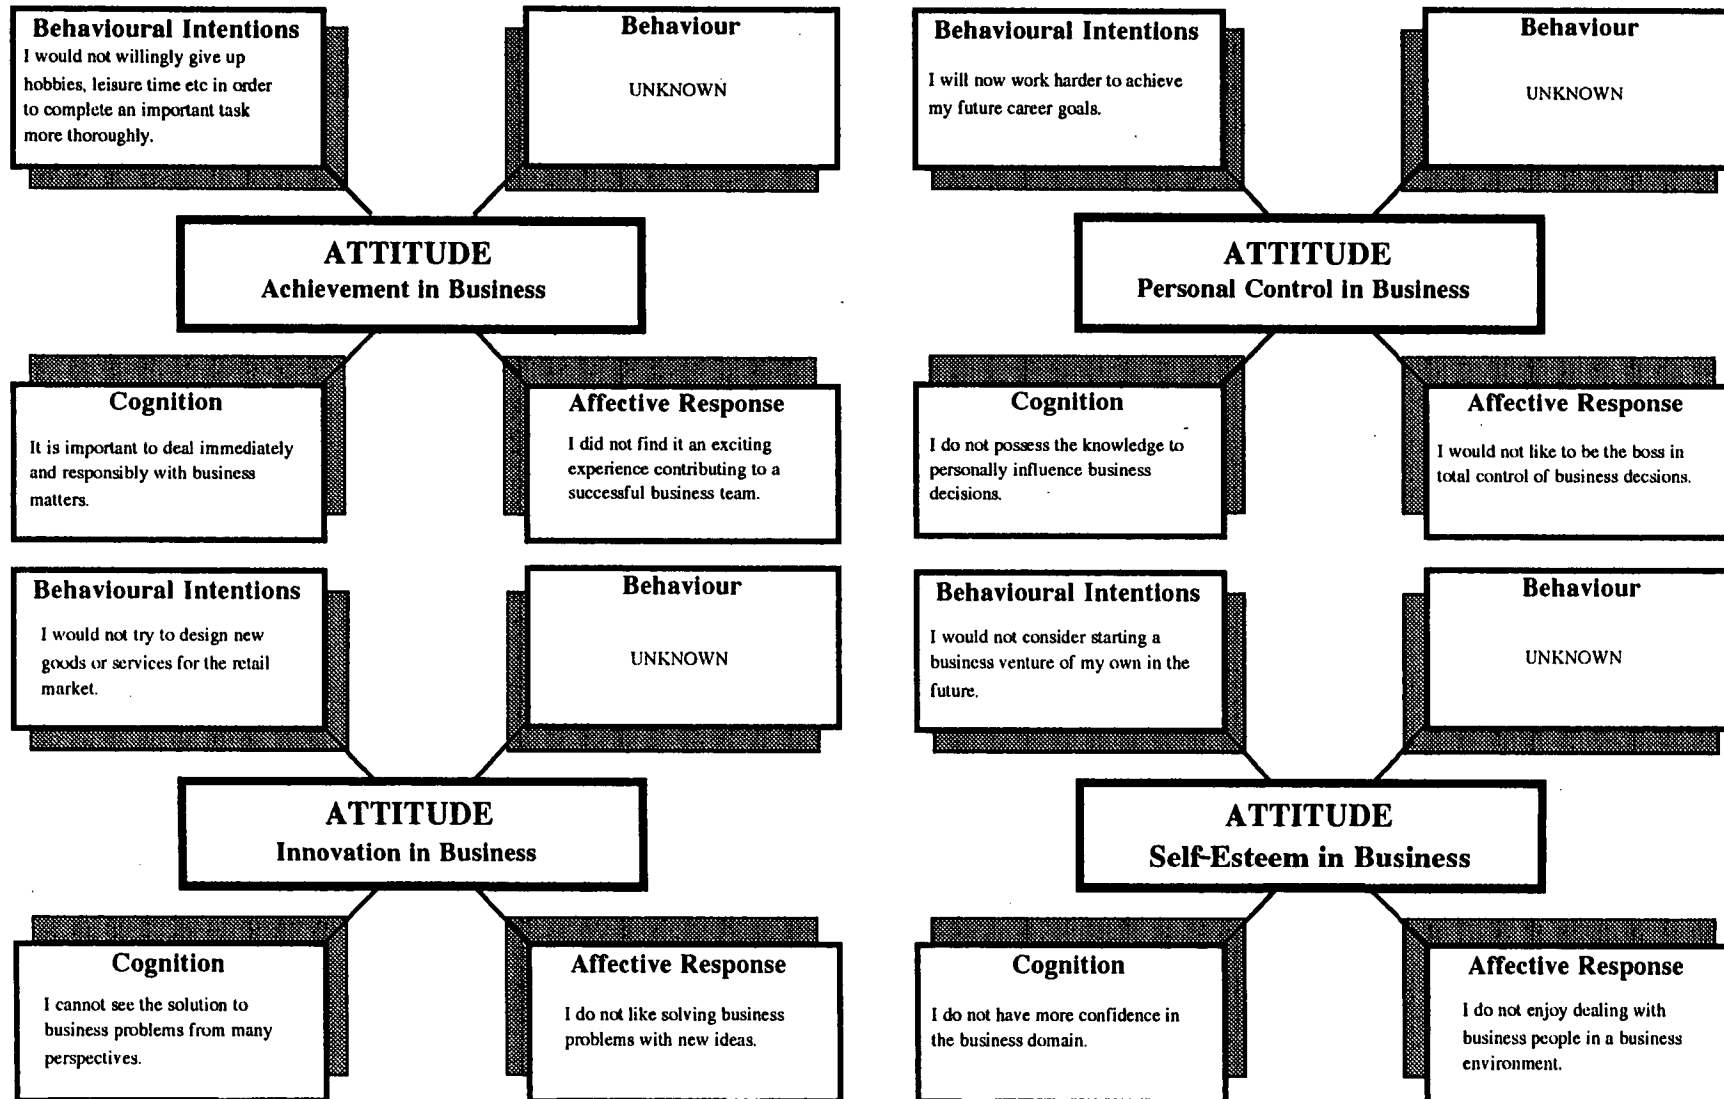 Behavioural Intentions
I would not willingly give up
hobbies, leisure time etc in order
to complete an important task
more thoroughly.
Behaviour
UNKNOWN
ATTITUDE
Achievement in Business
Cognition
It is important to deal immediately
and responsibly with business
matters.
Affective Response
I did not find it an exciting
experience contributing to a
successful business team.
Behavioural Intentions
I will now work harder to achieve
my future career goals.
Behaviour
UNKNOWN
ATTITUDE
Personal Control in Business
Cognition
I do not possess the knowledge to
personally influence business
decisions.
Affective Response
I would not like to be the boss in
total control of business decsions.
Behavioural Intentions
I would not try to design new
goods or services for the retail
market.
Behaviour
UNKNOWN
ATTITUDE
Innovation in Business
Cognition
I cannot see the solution to
business problems from many
perspectives.
Affective Response
I do not like solving business
problems with new ideas.
Behavioural Intentions
I would not consider starting a
business venture of my own in the
future.
Behaviour
UNKNOWN
ATTITUDE
Self-Esteem in Business
Cognition
I do not have more confidence in
the business domain.
Affective Response
I do not enjoy dealing with
business people in a business
environment.